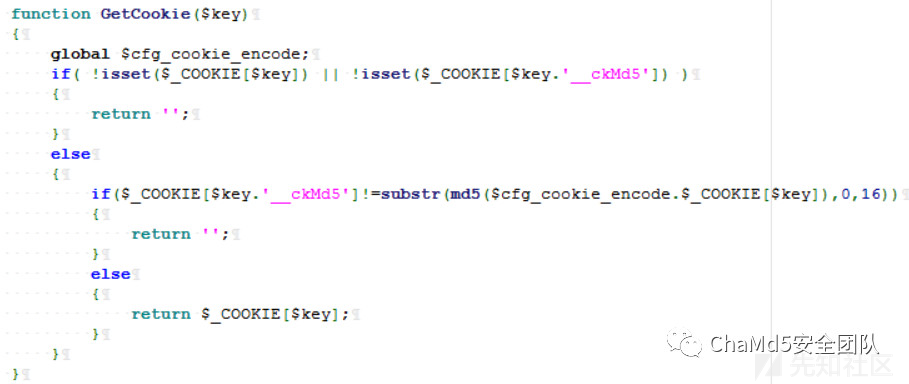 function GetCookie($key)
{
global $cfg_cookie_encode;
if( !isset($_COOKIE[$key]) || !isset($_COOKIE[$key.'__ckMd5']) )
{
return '';
}
else
{
if($_COOKIE[$key.'__ckMd5']!=substr(md5($cfg_cookie_encode.$_COOKIE[$key]),0,16))
{
return '';
}
else
{
return $_COOKIE[$key];
}
}
}
ChaMd5安全团队
先知社区